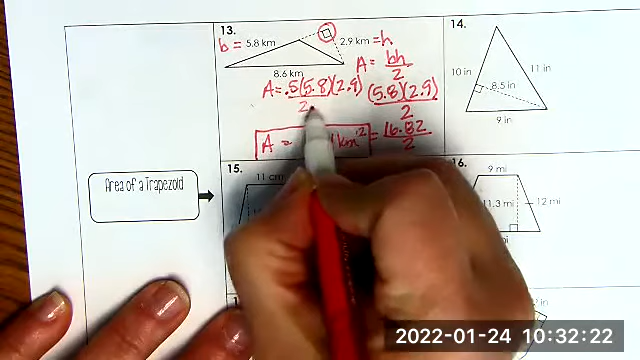 13.
b = 5.8 km
2.9 km = h
8.6 km
A = bh
2
A = .5(5.8)(2.9)
2
(5.8)(2.9)
2
A =
km²
= 16.82
2
14.
10 in
11 in
8.5 in
9 in
Area of a Trapezoid
15.
11 cm
16.
9 mi
11.3 mi
12 mi
mi
in
2022-01-24 10:32:22